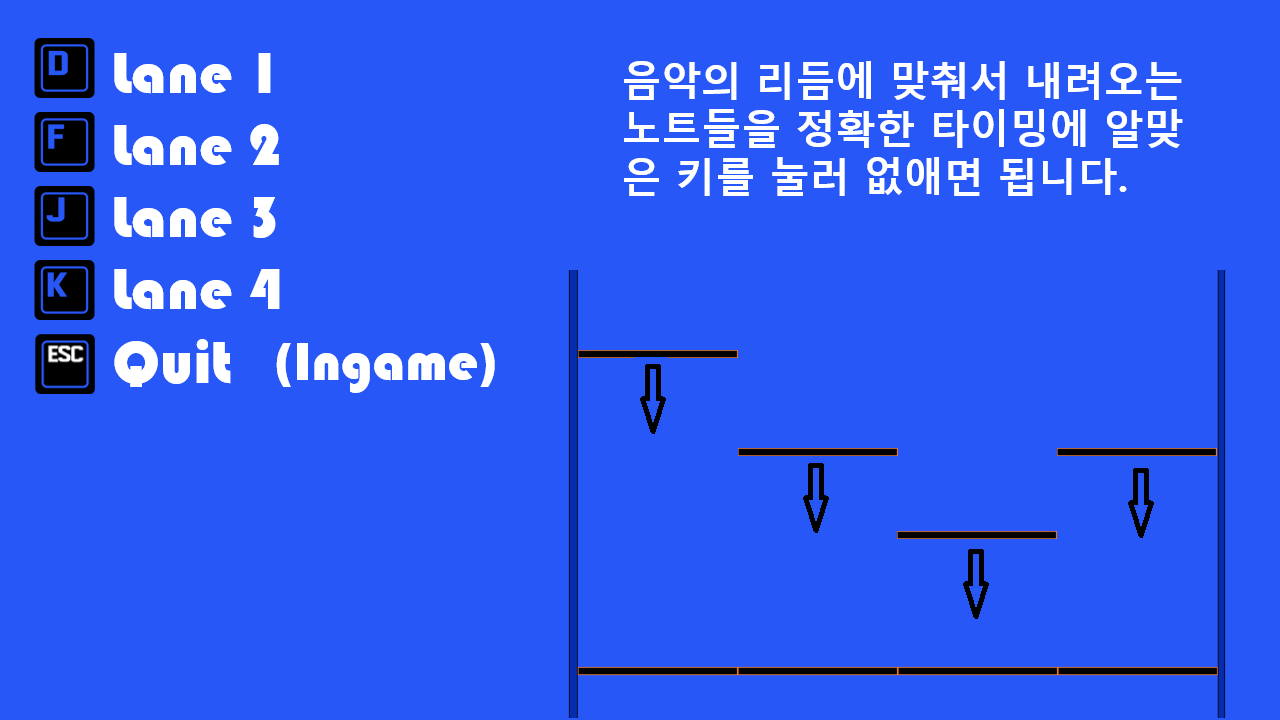 D Lane 1
F Lane 2
J Lane 3
K Lane 4
ESC Quit (Ingame)
음악의 리듬에 맞춰서 내려오는
노트들을 정확한 타이밍에 알맞
은 키를 눌러 없애면 됩니다.